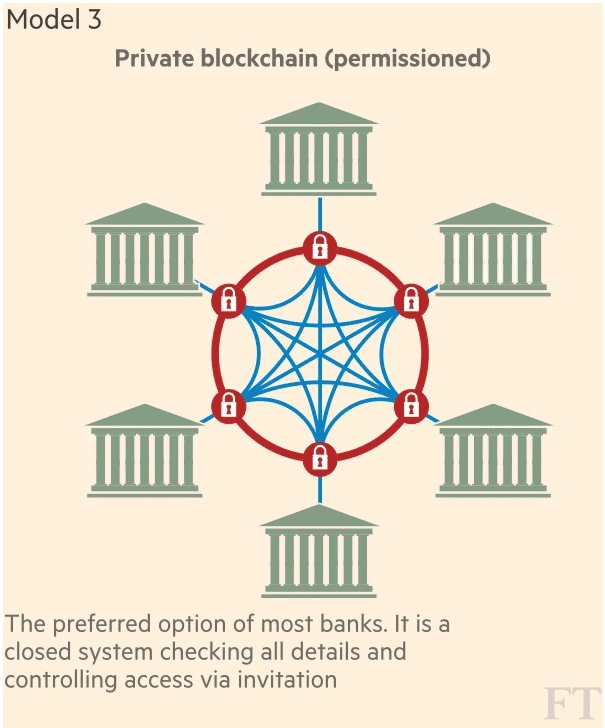 Model 3
Private blockchain (permissioned)
The preferred option of most banks. It is a
closed system checking all details and
controlling access via invitation
FT